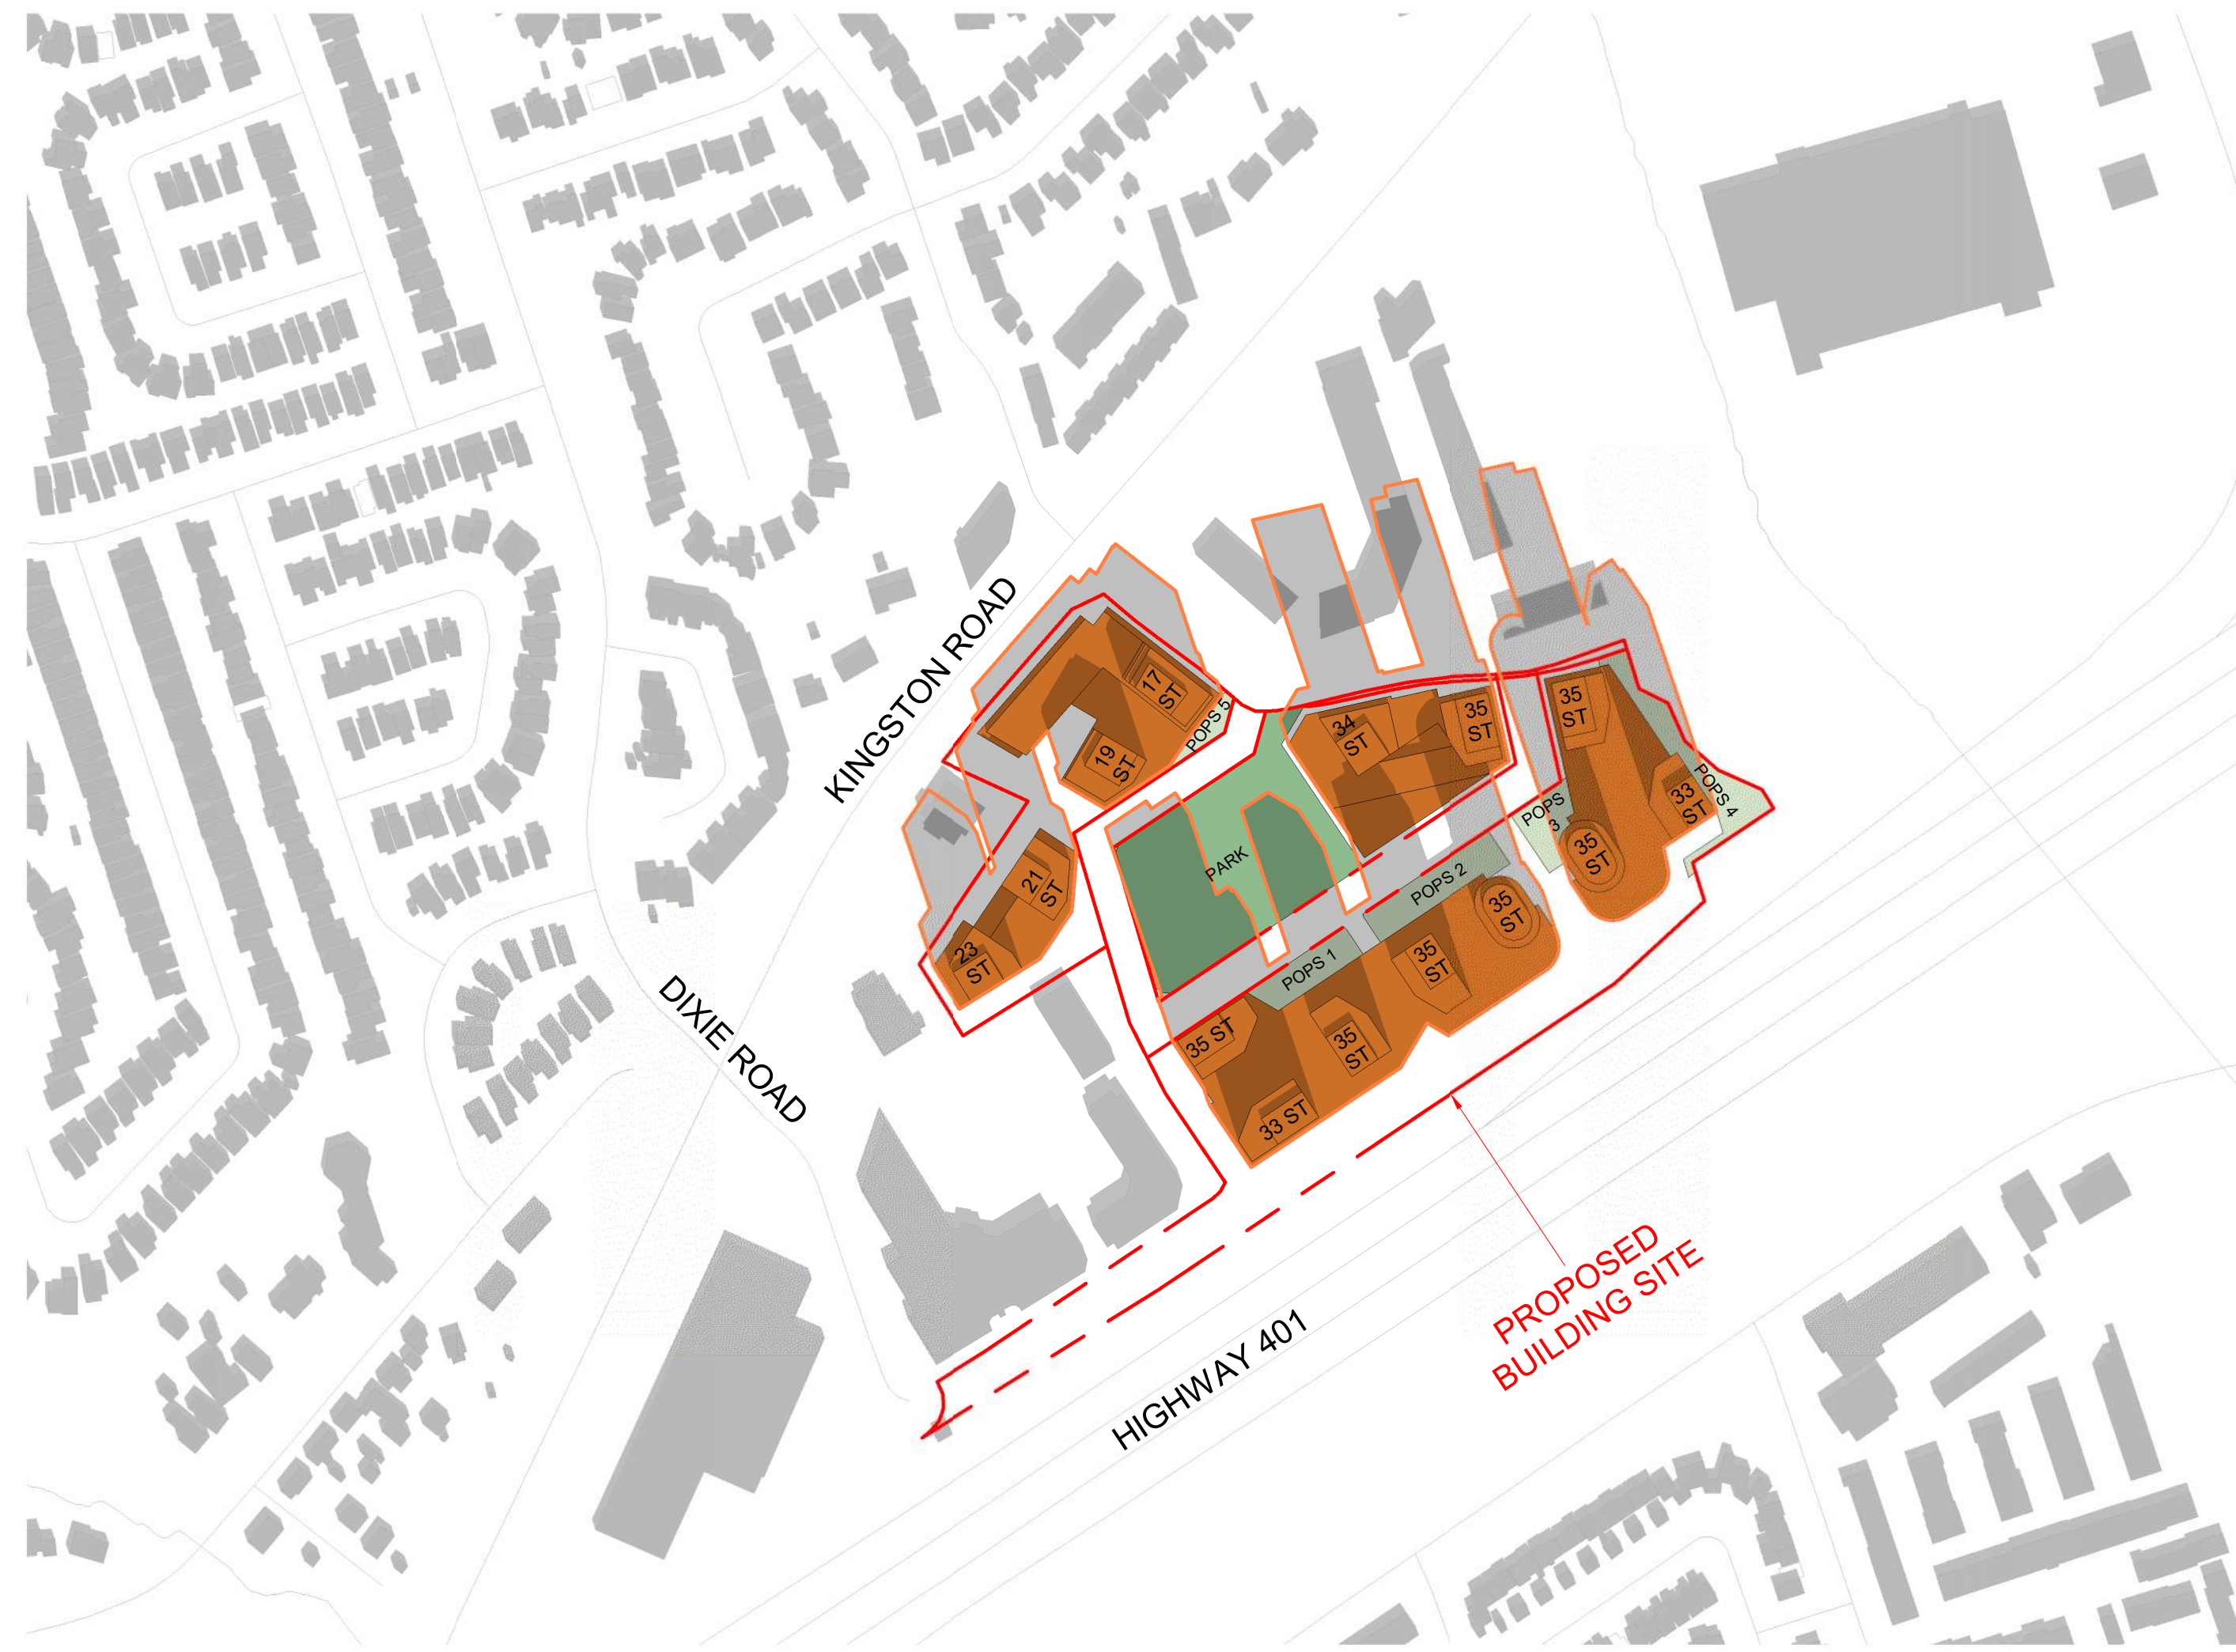 KINGSTON ROAD
17
ST
POPS 5
19
ST
34
ST
35
ST
35
ST
33
ST
POPS 4
POPS
3
35
ST
PARK
POPS 2
21
ST
23
ST
35
ST
35
ST
POPS 1
35 ST
35
ST
33 ST
DIXIE ROAD
HIGHWAY 401
PROPOSED
BUILDING SITE